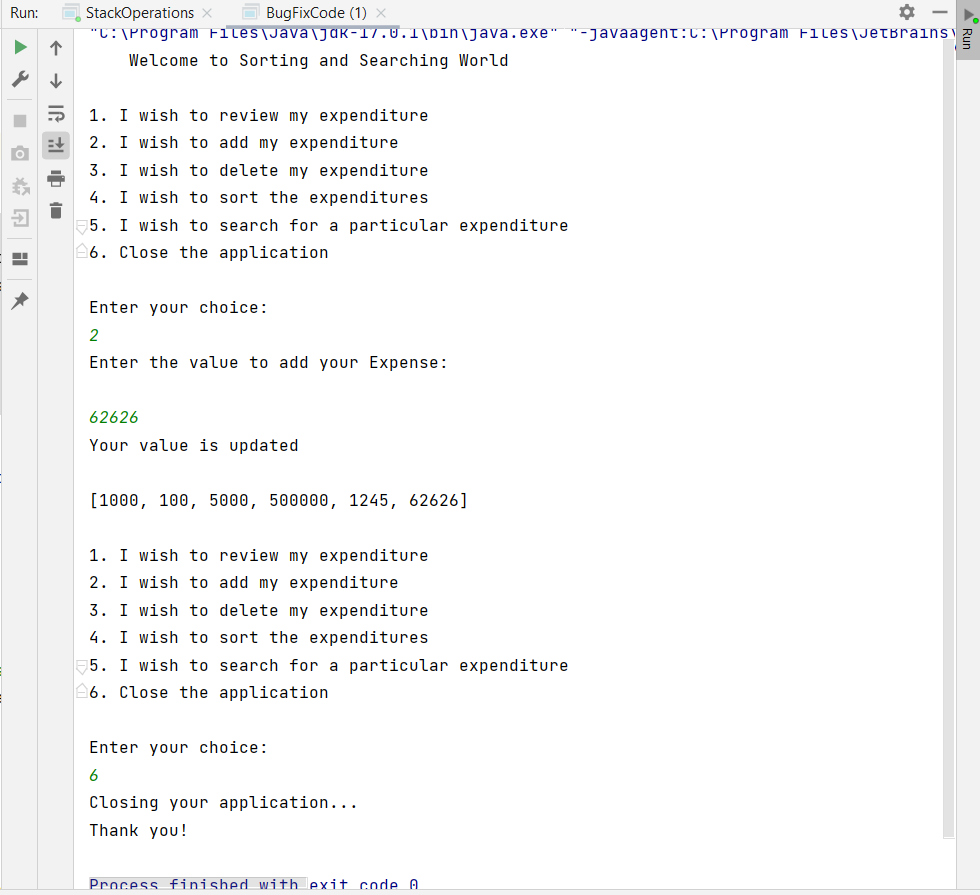 Run: StackOperations BugFixCode (1)
"C:\Program Files\Java\jdk-17.0.1\bin\java.exe" "-javaagent:C:\Program Files\JetBrains\
Run
Welcome to Sorting and Searching World
1. I wish to review my expenditure
2. I wish to add my expenditure
3. I wish to delete my expenditure
4. I wish to sort the expenditures
5. I wish to search for a particular expenditure
6. Close the application
Enter your choice:
2
Enter the value to add your Expense:
62626
Your value is updated
[1000, 100, 5000, 500000, 1245, 62626]
1. I wish to review my expenditure
2. I wish to add my expenditure
3. I wish to delete my expenditure
4. I wish to sort the expenditures
5. I wish to search for a particular expenditure
6. Close the application
Enter your choice:
6
Closing your application...
Thank you!
Process finished with exit code 0